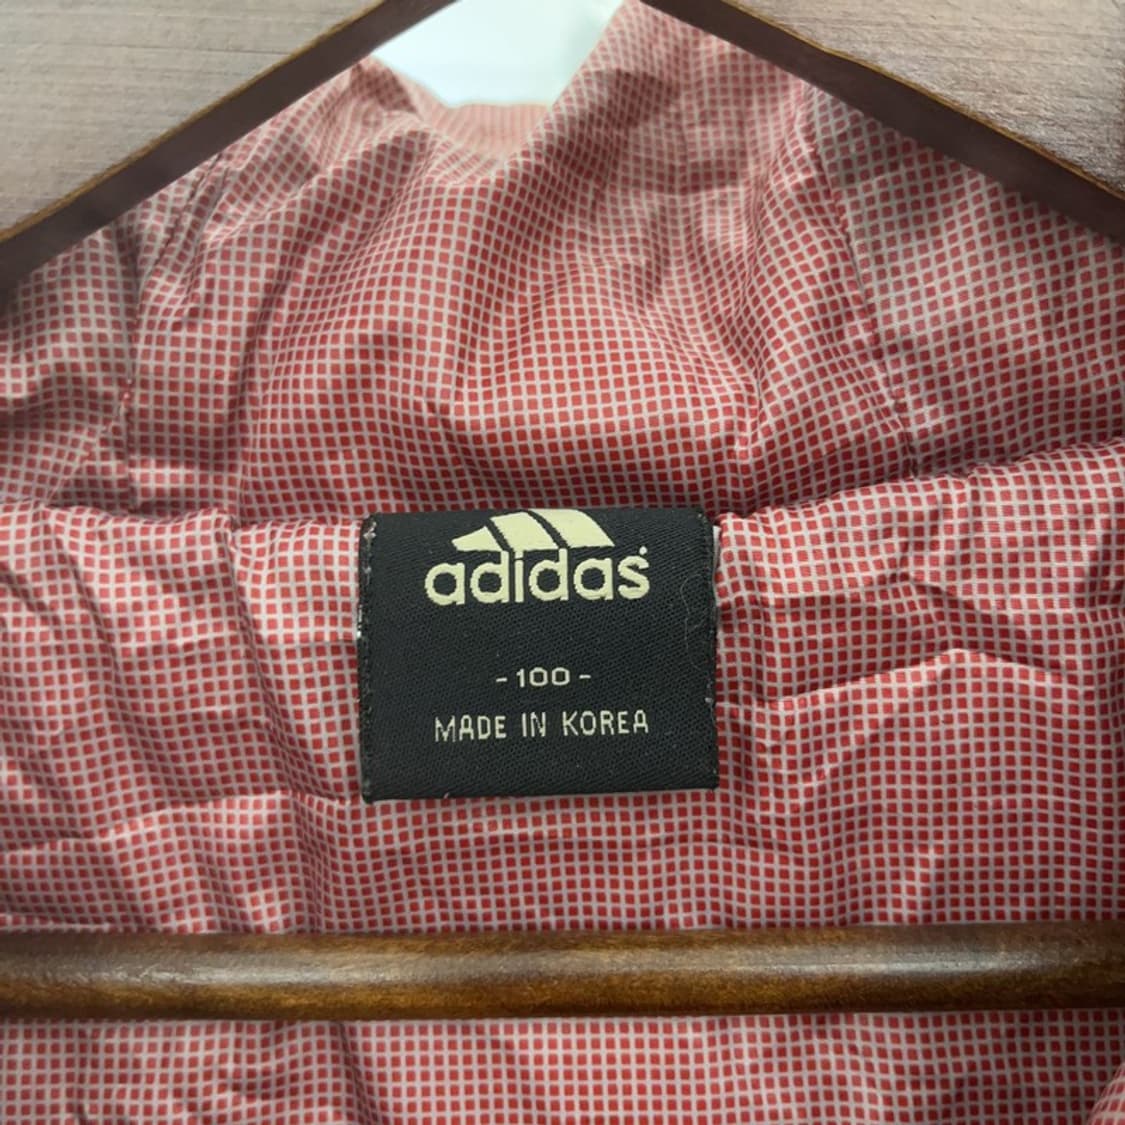 adidas
- 100 -
MADE IN KOREA